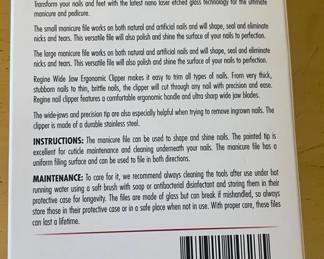 Transform your nails and feet with the latest nano laser etched glass technology for the ultimate
manicure and pedicure.
The small manicure file works on both natural and artificial nails and will shape, seal and eliminate
nicks and tears. This versatile file will also polish and shine the surface of your nails to perfection.
The large manicure file works on both natural and artificial nails and will shape, seal and eliminate
nicks and tears. This versatile file will also polish and shine the surface of your nails to perfection.
Regine Wide Jaw Ergonomic Clipper makes it easy to trim all types of nails. From very thick,
stubborn nails to thin, brittle nails, the clipper will cut through any nail with precision and ease.
Regine nail clipper features a comfortable ergonomic handle and ultra sharp wide jaw blades.
The wide-jaws and precision tip are also especially helpful when trying to remove ingrown nails. The
clipper is made of a durable stainless steel.
INSTRUCTIONS: The manicure file can be used to shape and shine nails. The pointed tip is
excellent for cuticle maintenance and cleaning underneath your nails. The manicure file has a
uniform filing surface and can be used to file in both directions.
MAINTENANCE: To care for it, we recommend always cleaning the tools after use under hot
running water using a soft brush with soap or antibacterial disinfectant and storing them in their
protective case for longevity. The files are made of glass but can break if mishandled, so always
store those in their protective case or in a safe place when not in use. With proper care, these files
can last a lifetime.